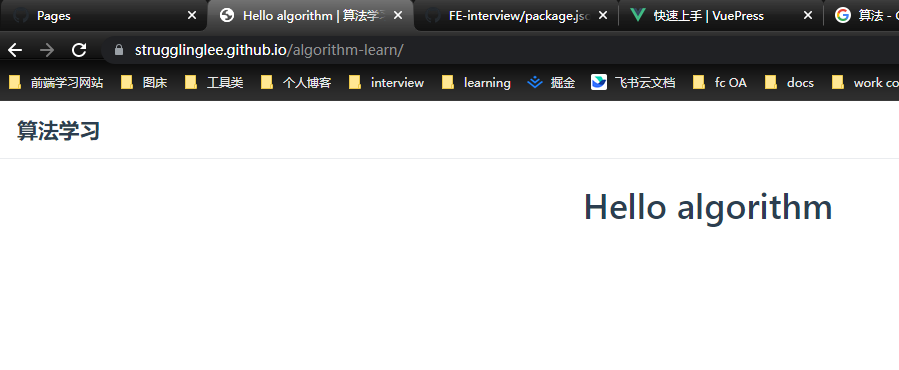 Pages
Hello algorithm | 算法学习
FE-interview/package.jsc
快速上手 | VuePress
算法 - G
strugglinglee.github.io/algorithm-learn/
前端学习网站 图床 工具类 个人博客 interview learning 掘金 飞书云文档 fc OA docs work co
算法学习
Hello algorithm